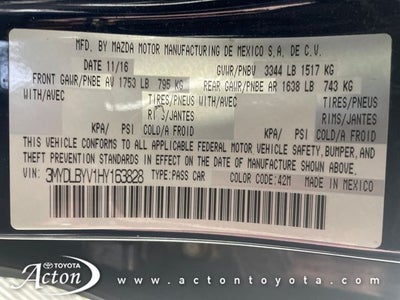 MFD. BY MAZDA MOTOR MANUFACTURING DE MEXICO S.A. DE C.V.
DATE 11/16 GVWR/PNBV 3344 LB 1517 KG
FRONT GAWR/PNBE AV 1753 LB 795 KG REAR GAWR/PNBE AR 1638 LB 743 KG
WITH/AVEC TIRES/PNEUS WITH/AVEC TIRES/PNEUS
RIMS/JANTES RIMS/JANTES
KPA/ PSI COLD/A FROID KPA/ PSI COLD/A FROID
THIS VEHICLE CONFORMS TO ALL APPLICABLE FEDERAL MOTOR VEHICLE SAFETY, BUMPER, AND
THEFT PREVENTION STANDARDS IN EFFECT ON THE DATE OF MANUFACTURE SHOWN ABOVE.
VIN: 3MYDLBYV1HY163828 TYPE: PASS CAR COLOR CODE: 42M MADE IN MEXICO
TOYOTA
Acton
www.actontoyota.com